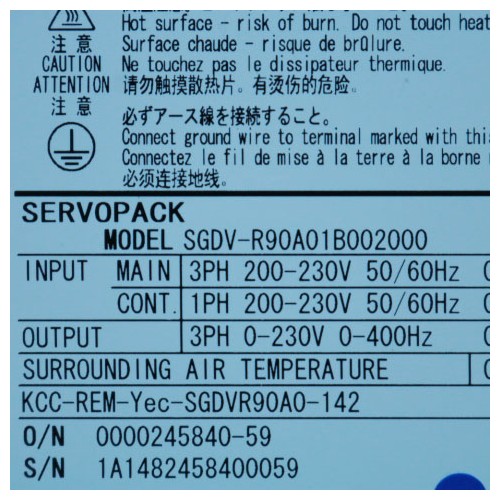 Hot surface - risk of burn. Do not touch heat
注 意 Surface chaude - risque de brûlure.
CAUTION Ne touchez pas le dissipateur thermique.
ATTENTION 请勿触摸散热片。有烫伤的危险。
注 意
必ずアース線を接続すること。
Connect ground wire to terminal marked with this
Connectez le fil de mise à la terre à la borne
必须连接地线。
SERVOPACK
MODEL SGDV-R90A01B002000
INPUT MAIN 3PH 200-230V 50/60Hz
CONT. 1PH 200-230V 50/60Hz
OUTPUT 3PH 0-230V 0-400Hz
SURROUNDING AIR TEMPERATURE
KCC-REM-Yec-SGDVR90A0-142
O/N 0000245840-59
S/N 1A1482458400059